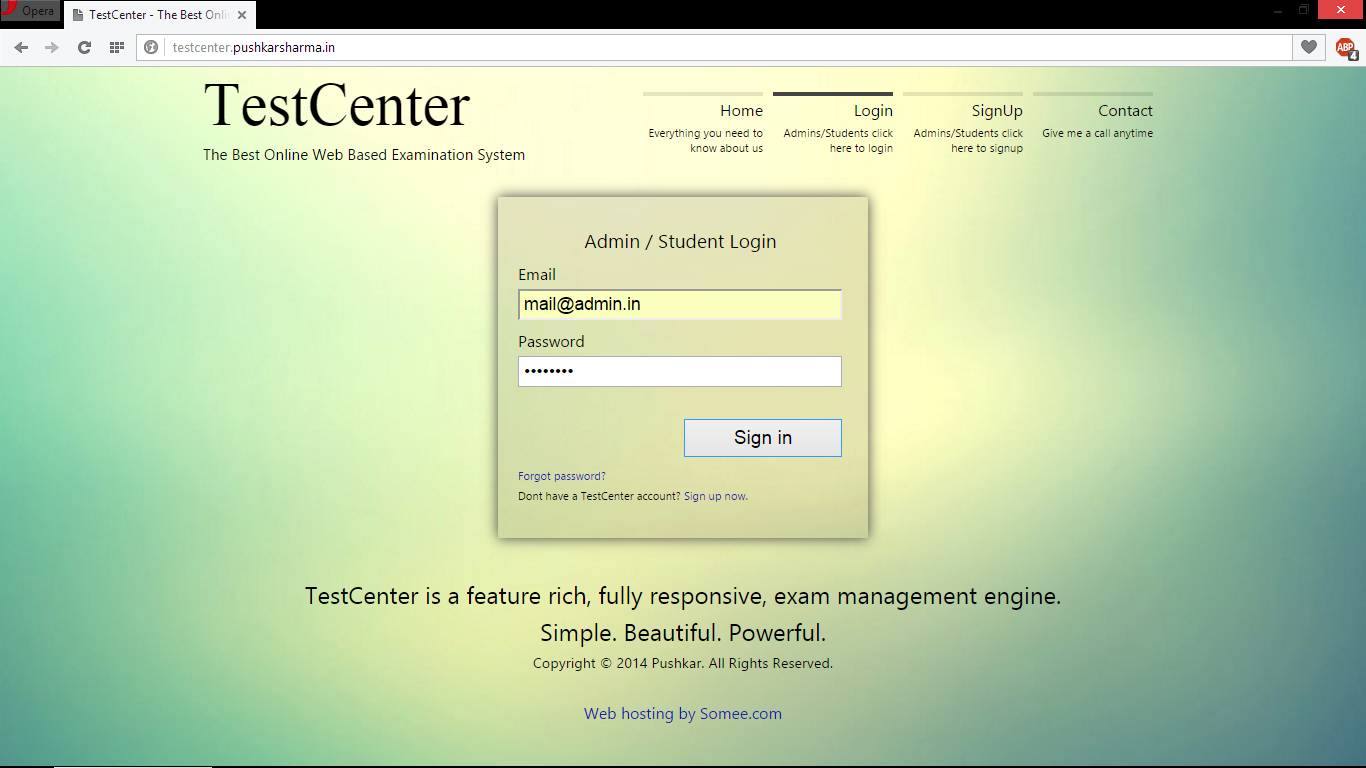 Opera
TestCenter - The Best Onli
testcenter.pushkarsharma.in
ABP
4
TestCenter
The Best Online Web Based Examination System
Home
Everything you need to
know about us
Login
Admins/Students click
here to login
SignUp
Admins/Students click
here to signup
Contact
Give me a call anytime
Admin / Student Login
Email
mail@admin.in
Password
••••••••
Sign in
Forgot password?
Dont have a TestCenter account? Sign up now.
TestCenter is a feature rich, fully responsive, exam management engine.
Simple. Beautiful. Powerful.
Copyright © 2014 Pushkar. All Rights Reserved.
Web hosting by Somee.com